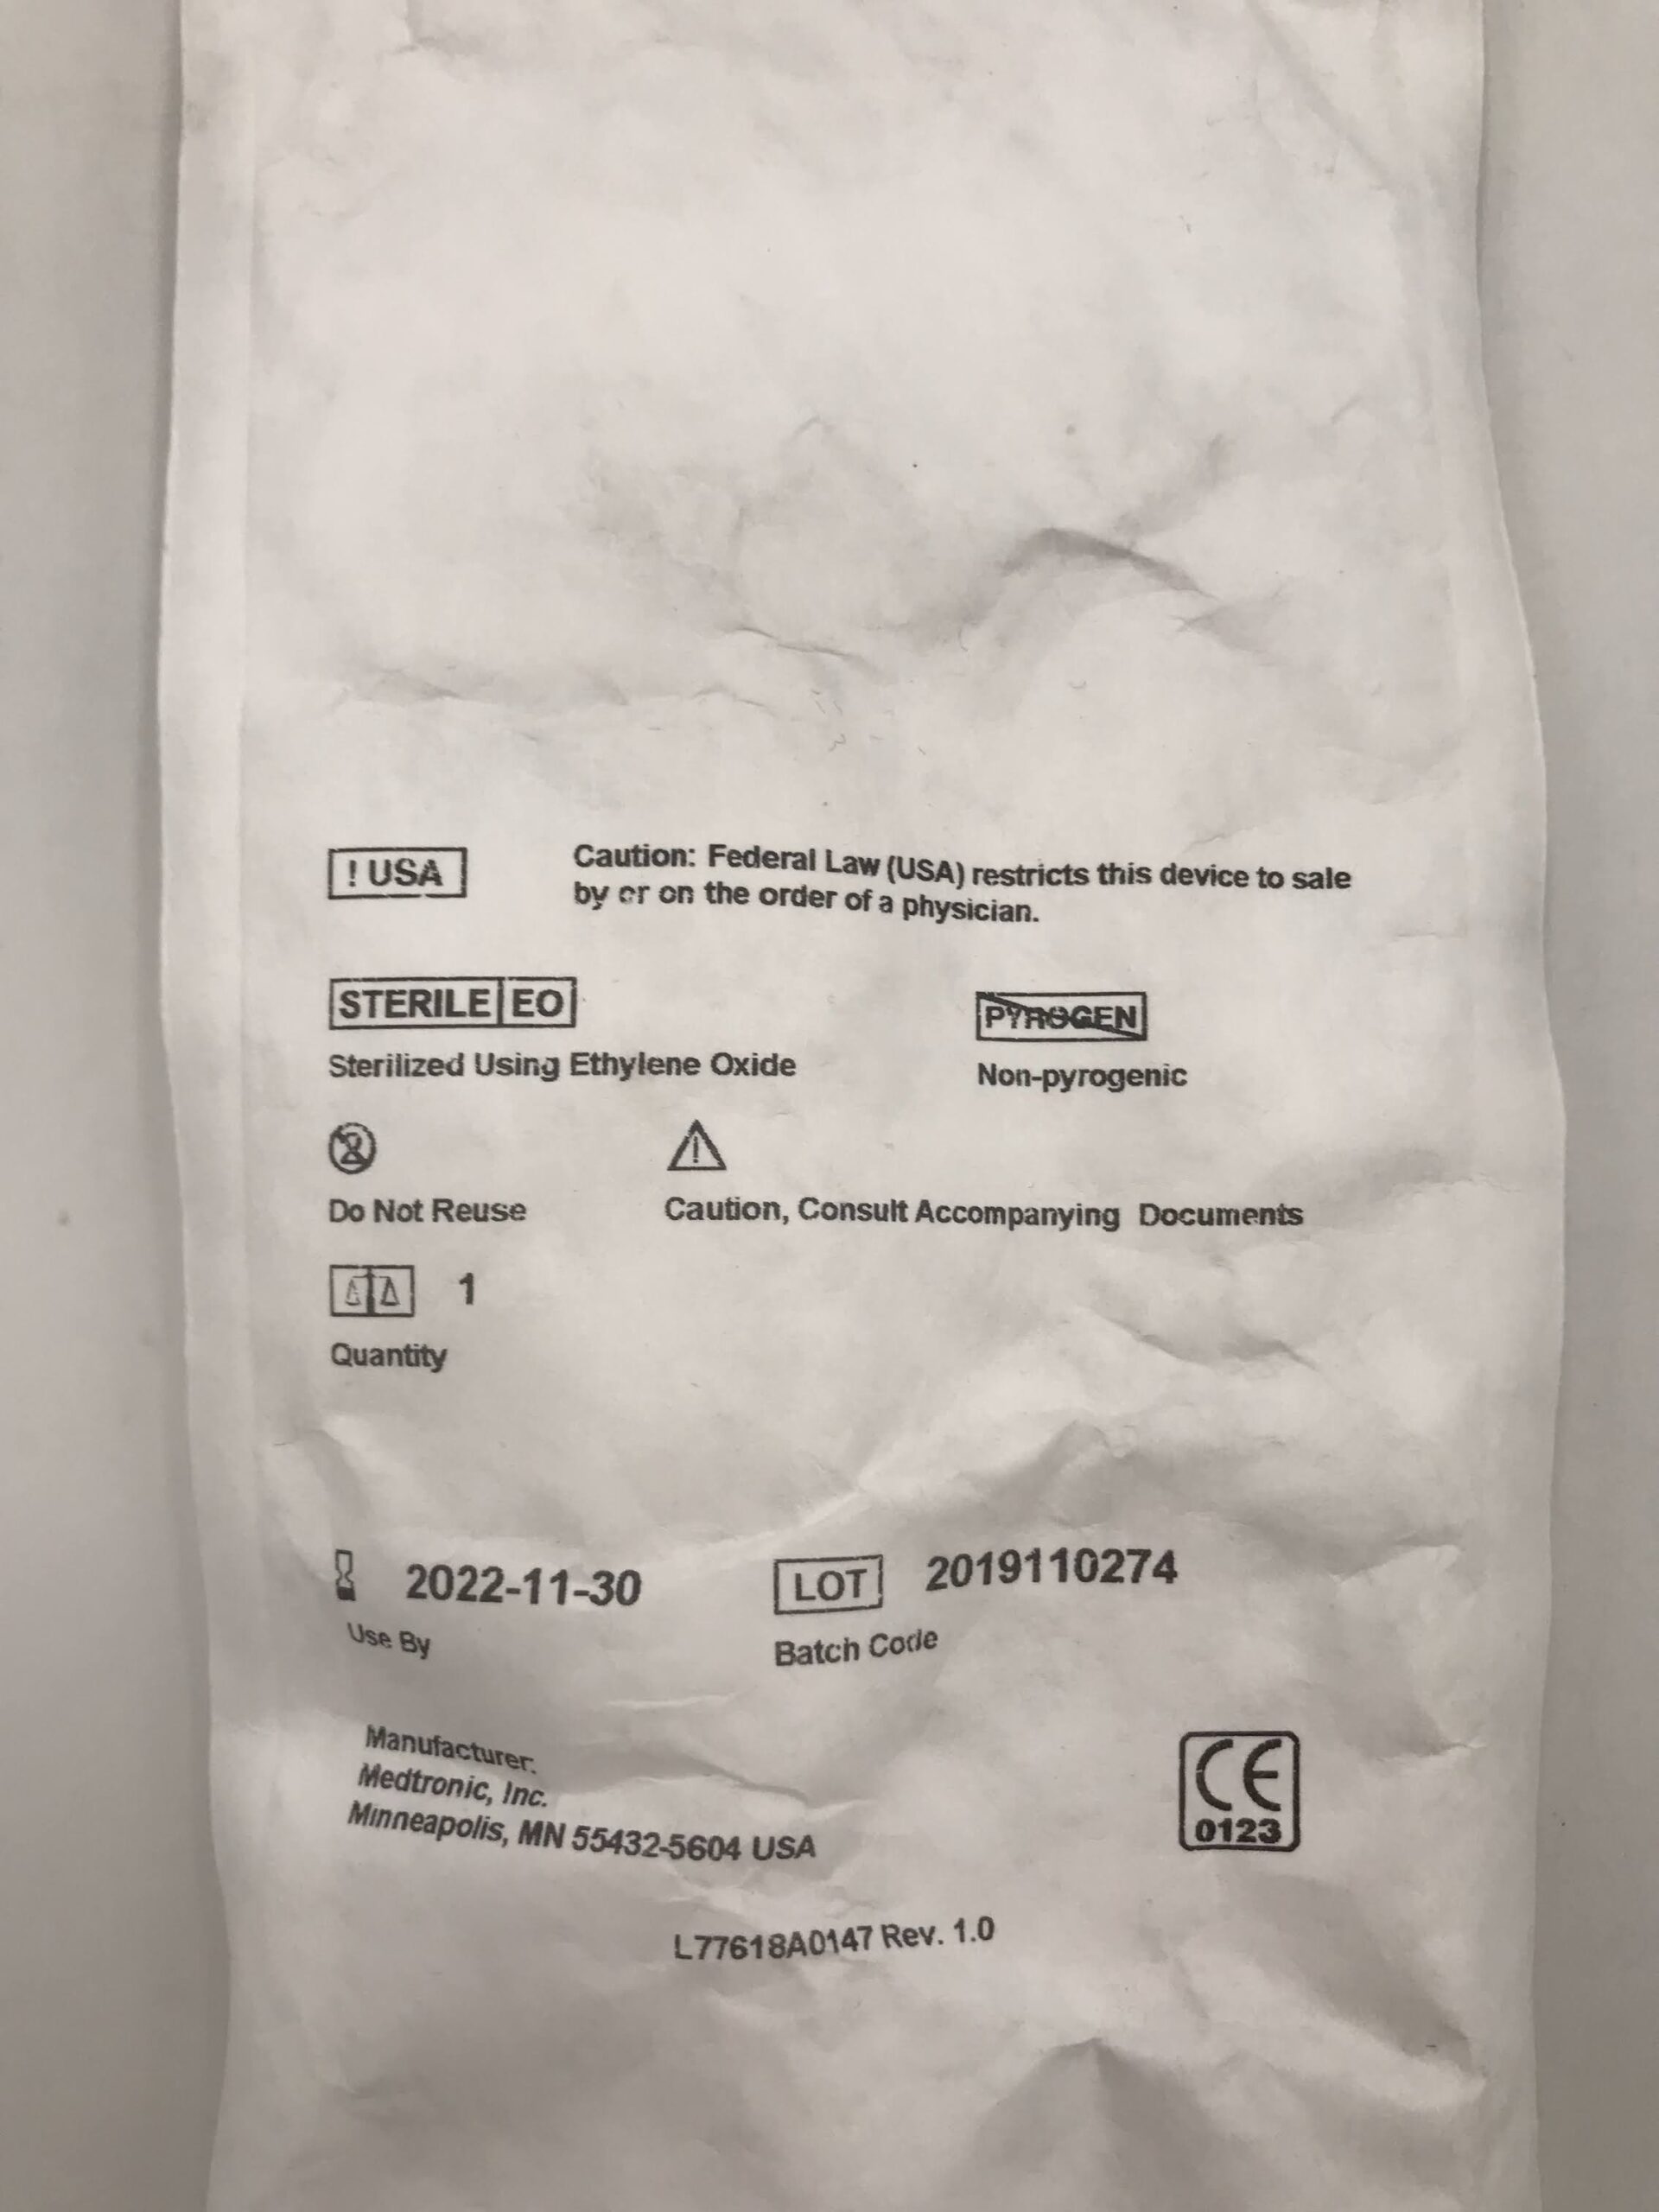 ! USA
Caution: Federal Law (USA) restricts this device to sale
by or on the order of a physician.
STERILE EO
Sterilized Using Ethylene Oxide
PYROGEN
Non-pyrogenic
2
Do Not Reuse
!
Caution, Consult Accompanying Documents
1
Quantity
2022-11-30
Use By
LOT 2019110274
Batch Code
Manufacturer:
Medtronic, Inc.
Minneapolis, MN 55432-5604 USA
CE
0123
L77618A0147 Rev. 1.0